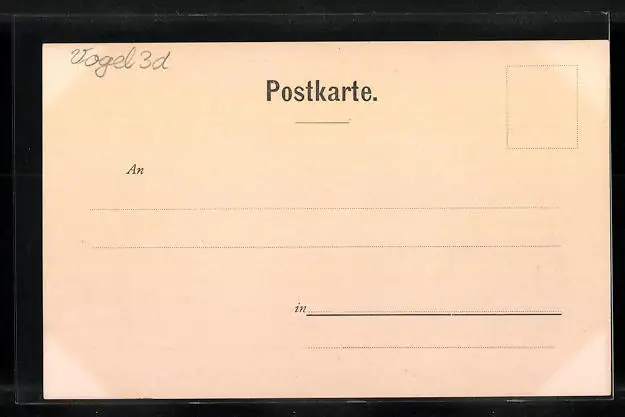 Vogel 3d
Postkarte.
An
in